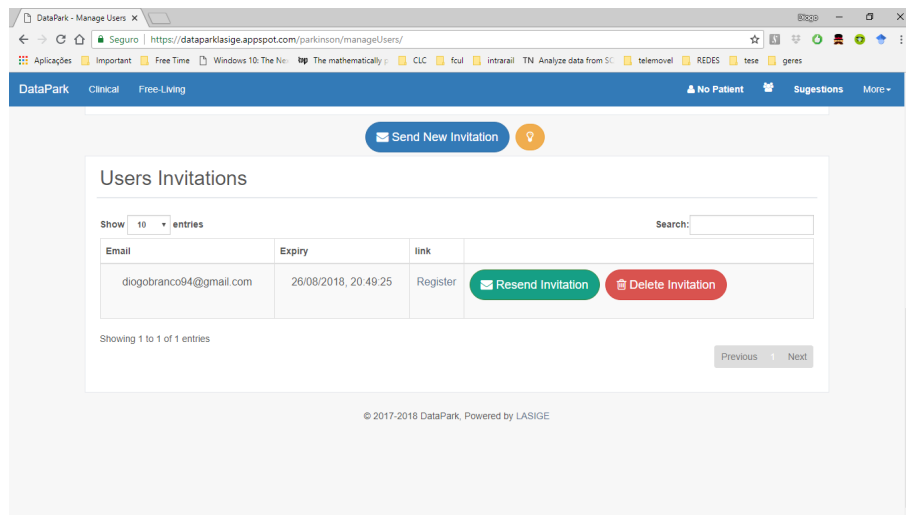 DataPark - Manage Users
Diogo
Seguro | https://dataparklasige.appspot.com/parkinson/manageUsers/
Aplicações Important Free Time Windows 10: The Ne The mathematically p CLC fcul intrarail TN Analyze data from SC telemovel REDES tese geres
DataPark Clinical Free-Living No Patient Sugestions More
Send New Invitation
Users Invitations
Show 10 entries Search:
Email Expiry link
diogobranco94@gmail.com 26/08/2018, 20:49:25 Register Resend Invitation Delete Invitation
Showing 1 to 1 of 1 entries
Previous 1 Next
© 2017-2018 DataPark, Powered by LASIGE